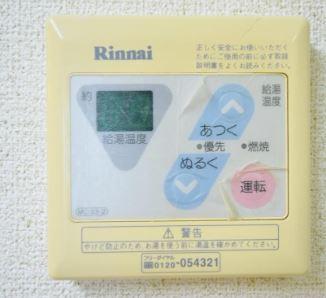 Rinnai
正しく安全にお使いいただく
ためにご使用の前に必ず取扱
説明書をよくお読みください。
約
給湯温度
給湯
温度
あつく
●優先 ●燃焼
ぬるく
運転
MC-33-2
⚠ 警告
やけど防止のため、お湯を使う前に湯温を確かめてください。
フリーダイヤル
0120-054321